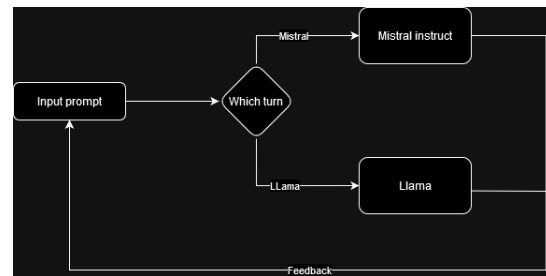 Mistral
Mistral instruct
Input prompt
Which turn
LLama
Llama
Feedback